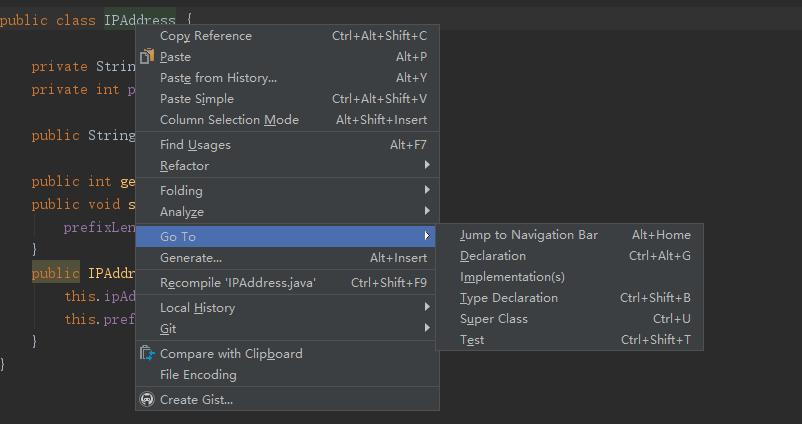 public class IPAddress {
private Strin
private int p
public String
public int ge
public void s
prefixLen
}
public IPAddr
this.ipAd
this.pref
}
}
Copy Reference Ctrl+Alt+Shift+C
Paste Alt+P
Paste from History... Alt+Y
Paste Simple Ctrl+Alt+Shift+V
Column Selection Mode Alt+Shift+Insert
Find Usages Alt+F7
Refactor
Folding
Analyze
Go To
Generate... Alt+Insert
Recompile 'IPAddress.java' Ctrl+Shift+F9
Local History
Git
Compare with Clipboard
File Encoding
Create Gist...
Jump to Navigation Bar Alt+Home
Declaration Ctrl+Alt+G
Implementation(s)
Type Declaration Ctrl+Shift+B
Super Class Ctrl+U
Test Ctrl+Shift+T